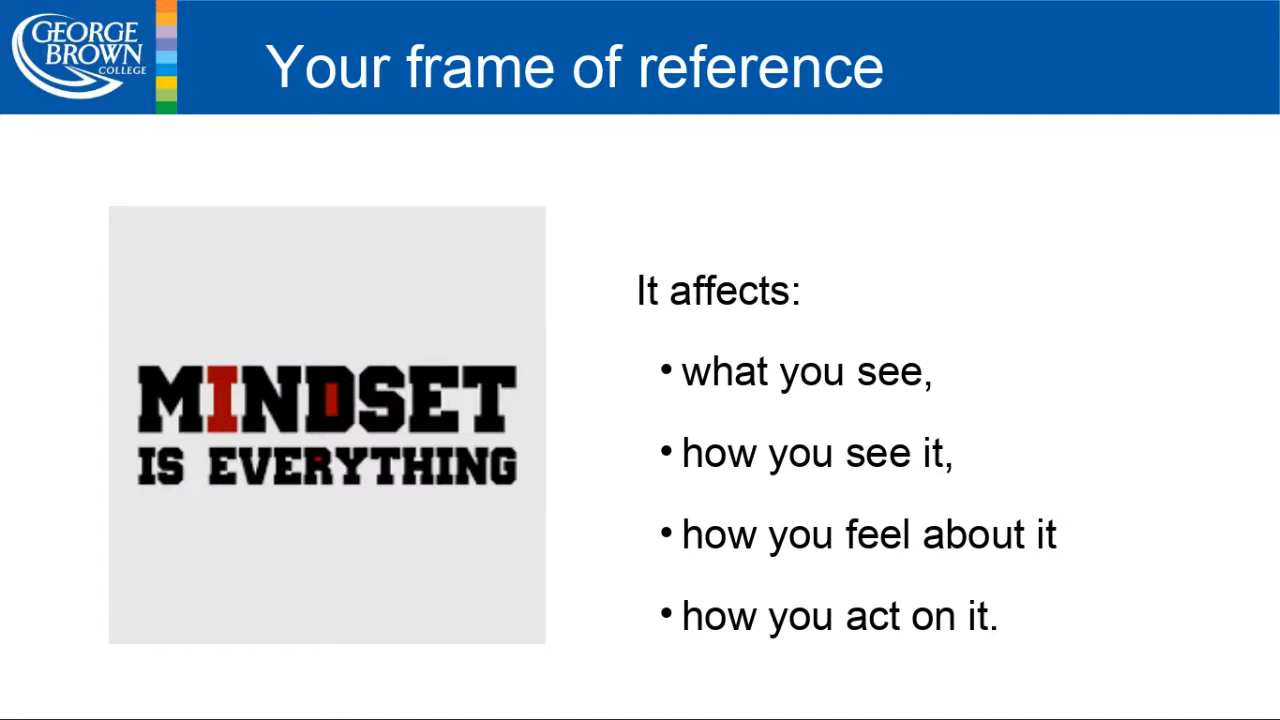 GEORGE
BROWN
COLLEGE
Your frame of reference
MINDSET
IS EVERYTHING
It affects:
• what you see,
• how you see it,
• how you feel about it
• how you act on it.